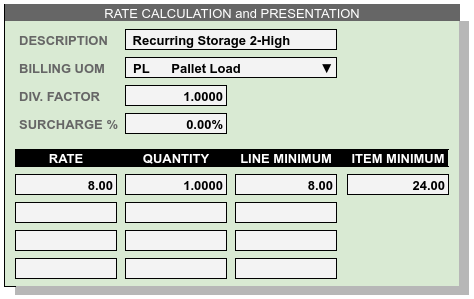 RATE CALCULATION and PRESENTATION
DESCRIPTION Recurring Storage 2-High
BILLING UOM PL Pallet Load ▼
DIV. FACTOR 1.0000
SURCHARGE % 0.00%
RATE QUANTITY LINE MINIMUM ITEM MINIMUM
8.00 1.0000 8.00 24.00